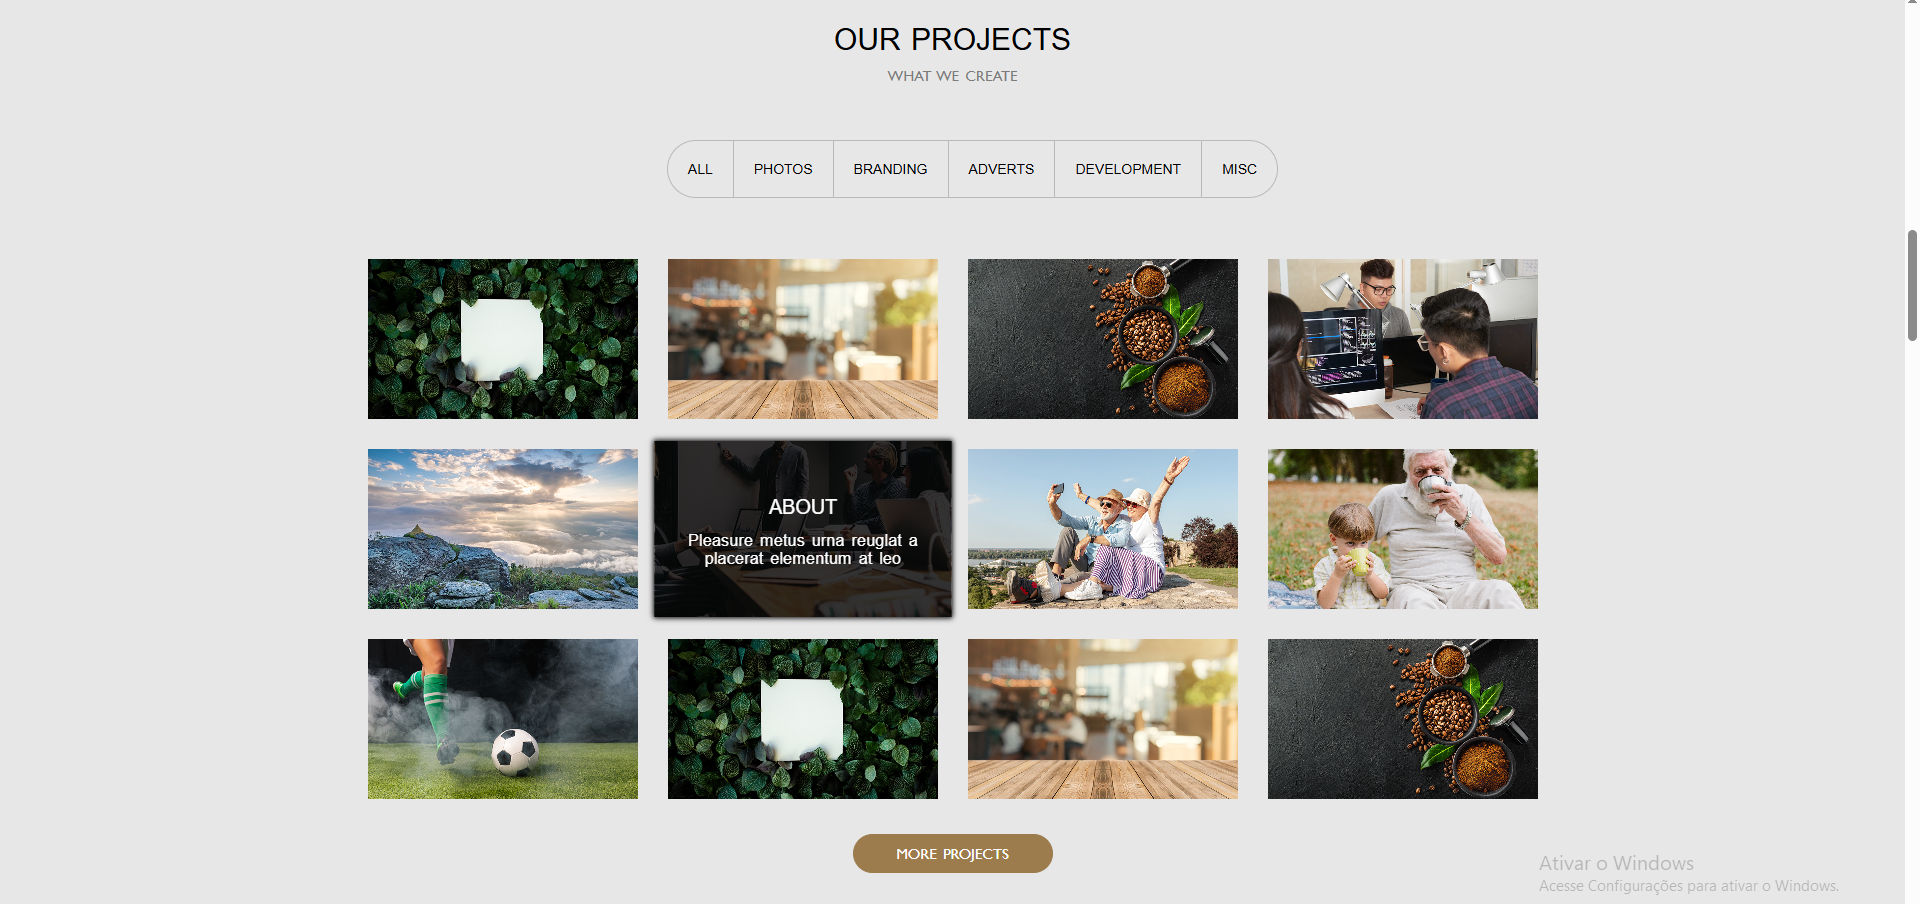 OUR PROJECTS
WHAT WE CREATE
ALL
PHOTOS
BRANDING
ADVERTS
DEVELOPMENT
MISC
ABOUT
Pleasure metus urna reuglat a
placerat elementum at leo
MORE PROJECTS
Ativar o Windows
Acesse Configurações para ativar o Windows.